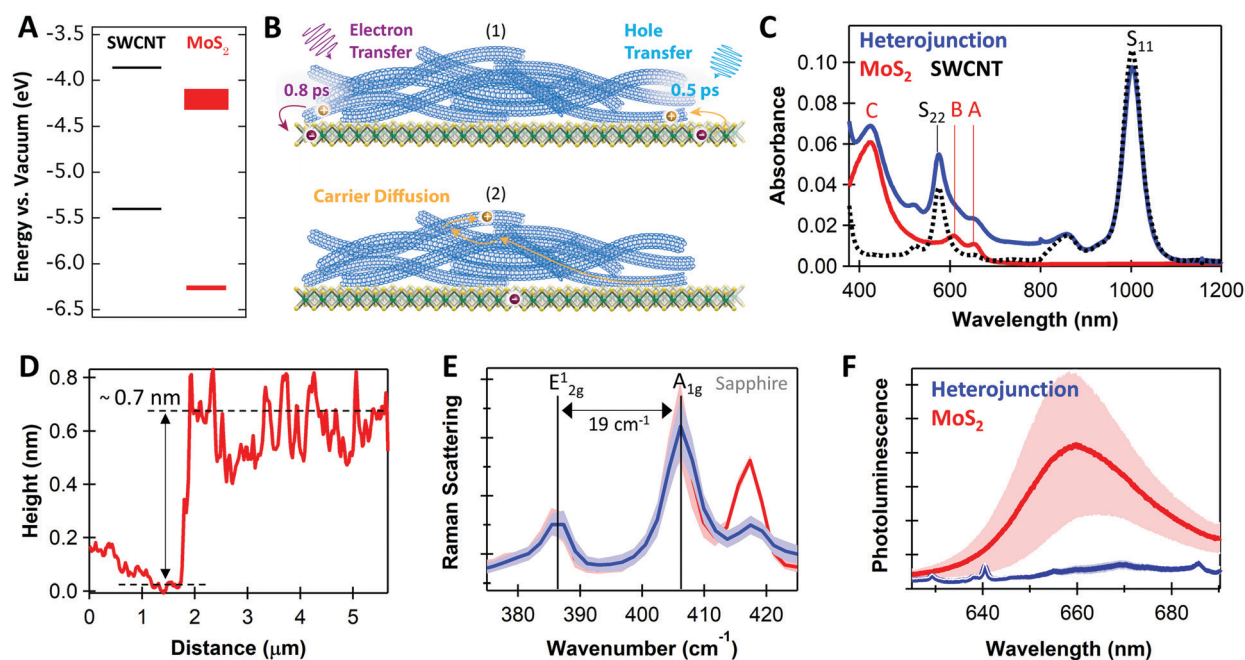 A
SWCNT MoS2
-3.5
-4.0
-4.5
-5.0
-5.5
-6.0
-6.5
Energy vs. Vacuum (eV)
B
Electron
Transfer
(1)
Hole
Transfer
0.8 ps
0.5 ps
+
+
-
-
Carrier Diffusion
(2)
+
-
C
Heterojunction
MoS2 SWCNT
S11
C
S22
B A
0.10
0.08
0.06
0.04
0.02
0.00
Absorbance
400 600 800 1000 1200
Wavelength (nm)
D
~ 0.7 nm
0.8
0.6
0.4
0.2
0.0
Height (nm)
0 1 2 3 4 5
Distance (μm)
E
E¹2g
A1g
Sapphire
19 cm⁻¹
Raman Scattering
380 390 400 410 420
Wavenumber (cm⁻¹)
F
Heterojunction
MoS2
Photoluminescence
640 660 680
Wavelength (nm)